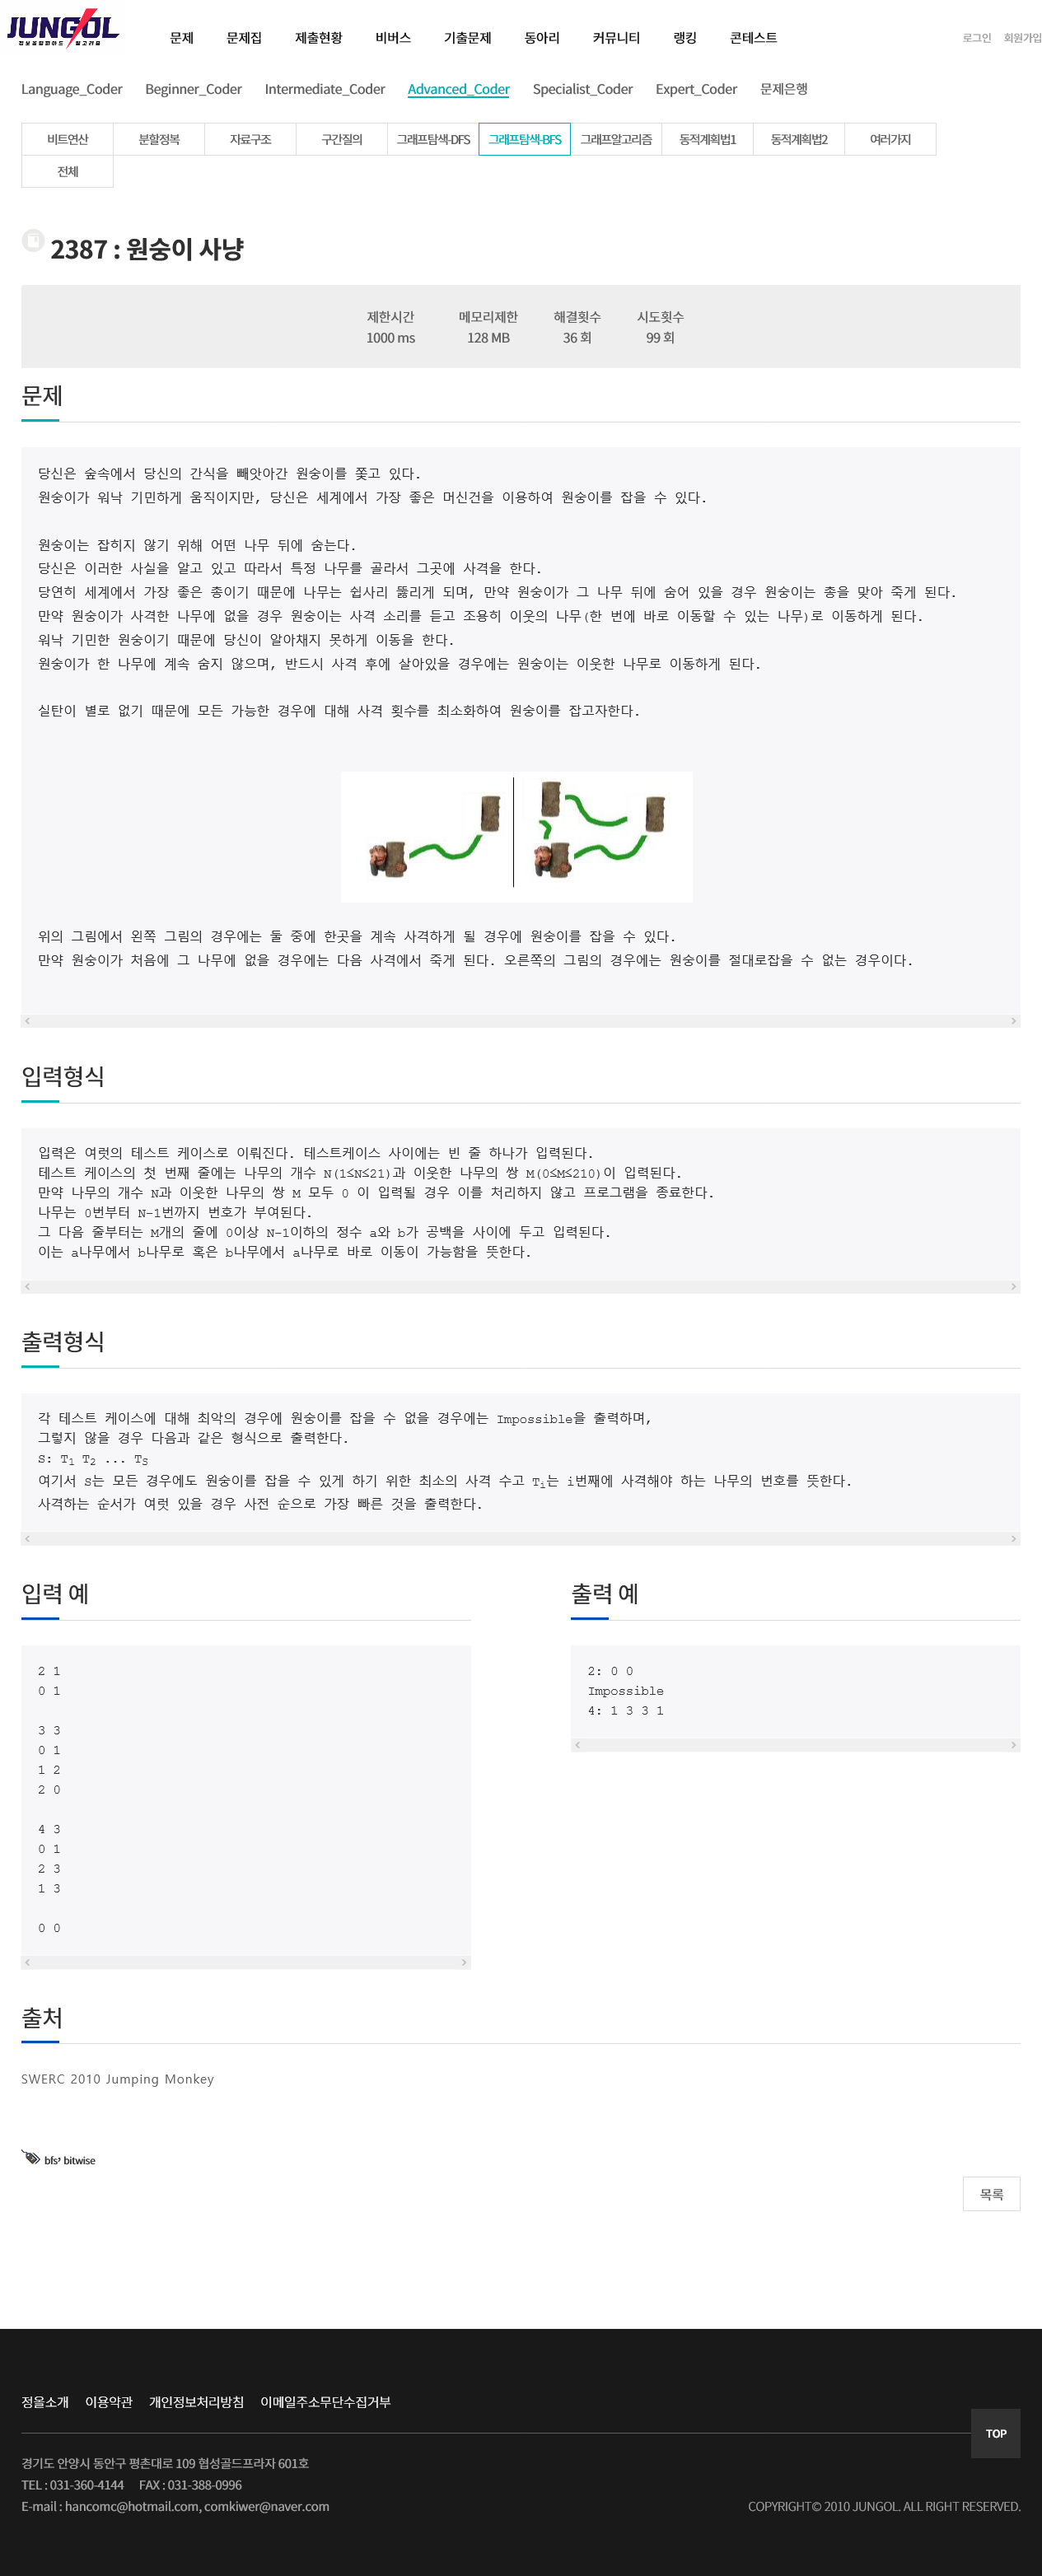 JUNGOL
정보올림피아드 알고리즘
문제 문제집 제출현황 비버스 기출문제 동아리 커뮤니티 랭킹 콘테스트 로그인 회원가입
Language_Coder Beginner_Coder Intermediate_Coder Advanced_Coder Specialist_Coder Expert_Coder 문제은행
비트연산 분할정복 자료구조 구간질의 그래프탐색-DFS 그래프탐색-BFS 그래프알고리즘 동적계획법1 동적계획법2 여러가지
전체
2387 : 원숭이 사냥
제한시간 메모리제한 해결횟수 시도횟수
1000 ms 128 MB 36 회 99 회
문제
당신은 숲속에서 당신의 간식을 빼앗아간 원숭이를 쫓고 있다.
원숭이가 워낙 기민하게 움직이지만, 당신은 세계에서 가장 좋은 머신건을 이용하여 원숭이를 잡을 수 있다.
원숭이는 잡히지 않기 위해 어떤 나무 뒤에 숨는다.
당신은 이러한 사실을 알고 있고 따라서 특정 나무를 골라서 그곳에 사격을 한다.
당연히 세계에서 가장 좋은 총이기 때문에 나무는 쉽사리 뚫리게 되며, 만약 원숭이가 그 나무 뒤에 숨어 있을 경우 원숭이는 총을 맞아 죽게 된다.
만약 원숭이가 사격한 나무에 없을 경우 원숭이는 사격 소리를 듣고 조용히 이웃의 나무(한 번에 바로 이동할 수 있는 나무)로 이동하게 된다.
워낙 기민한 원숭이기 때문에 당신이 알아채지 못하게 이동을 한다.
원숭이가 한 나무에 계속 숨지 않으며, 반드시 사격 후에 살아있을 경우에는 원숭이는 이웃한 나무로 이동하게 된다.
실탄이 별로 없기 때문에 모든 가능한 경우에 대해 사격 횟수를 최소화하여 원숭이를 잡고자한다.
위의 그림에서 왼쪽 그림의 경우에는 둘 중에 한곳을 계속 사격하게 될 경우에 원숭이를 잡을 수 있다.
만약 원숭이가 처음에 그 나무에 없을 경우에는 다음 사격에서 죽게 된다. 오른쪽의 그림의 경우에는 원숭이를 절대로잡을 수 없는 경우이다.
입력형식
입력은 여럿의 테스트 케이스로 이뤄진다. 테스트케이스 사이에는 빈 줄 하나가 입력된다.
테스트 케이스의 첫 번째 줄에는 나무의 개수 N(1≤N≤21)과 이웃한 나무의 쌍 M(0≤M≤210)이 입력된다.
만약 나무의 개수 N과 이웃한 나무의 쌍 M 모두 0 이 입력될 경우 이를 처리하지 않고 프로그램을 종료한다.
나무는 0번부터 N-1번까지 번호가 부여된다.
그 다음 줄부터는 M개의 줄에 0이상 N-1이하의 정수 a와 b가 공백을 사이에 두고 입력된다.
이는 a나무에서 b나무로 혹은 b나무에서 a나무로 바로 이동이 가능함을 뜻한다.
출력형식
각 테스트 케이스에 대해 최악의 경우에 원숭이를 잡을 수 없을 경우에는 Impossible을 출력하며,
그렇지 않을 경우 다음과 같은 형식으로 출력한다.
S: T1 T2 ... TS
여기서 S는 모든 경우에도 원숭이를 잡을 수 있게 하기 위한 최소의 사격 수고 Ti는 i번째에 사격해야 하는 나무의 번호를 뜻한다.
사격하는 순서가 여럿 있을 경우 사전 순으로 가장 빠른 것을 출력한다.
입력 예
2 1
0 1
3 3
0 1
1 2
2 0
4 3
0 1
2 3
1 3
0 0
출력 예
2: 0 0
Impossible
4: 1 3 3 1
출처
SWERC 2010 Jumping Monkey
bfs, bitwise
목록
정올소개 이용약관 개인정보처리방침 이메일주소무단수집거부
TOP
경기도 안양시 동안구 평촌대로 109 협성골드프라자 601호
TEL : 031-360-4144 FAX : 031-388-0996
E-mail : hancomc@hotmail.com, comkiwer@naver.com
COPYRIGHT© 2010 JUNGOL. ALL RIGHT RESERVED.